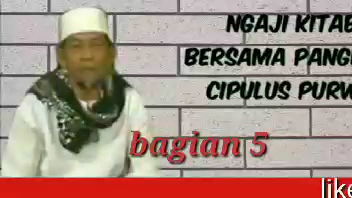 NGAJI KITAB
BERSAMA PANG
CIPULUS PURW
bagian 5
like